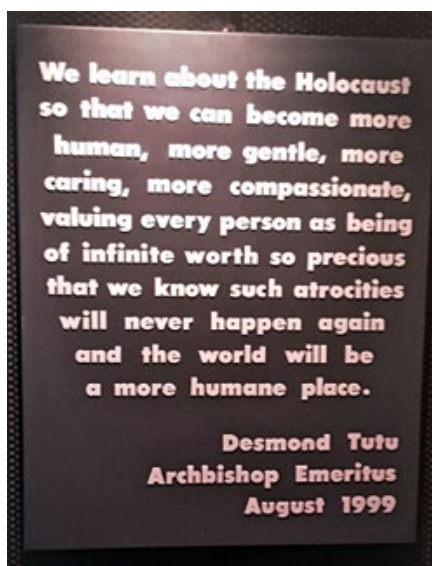 We learn about the Holocaust
so that we can become more
human, more gentle, more
caring, more compassionate,
valuing every person as being
of infinite worth so precious
that we know such atrocities
will never happen again
and the world will be
a more humane place.
Desmond Tutu
Archbishop Emeritus
August 1999